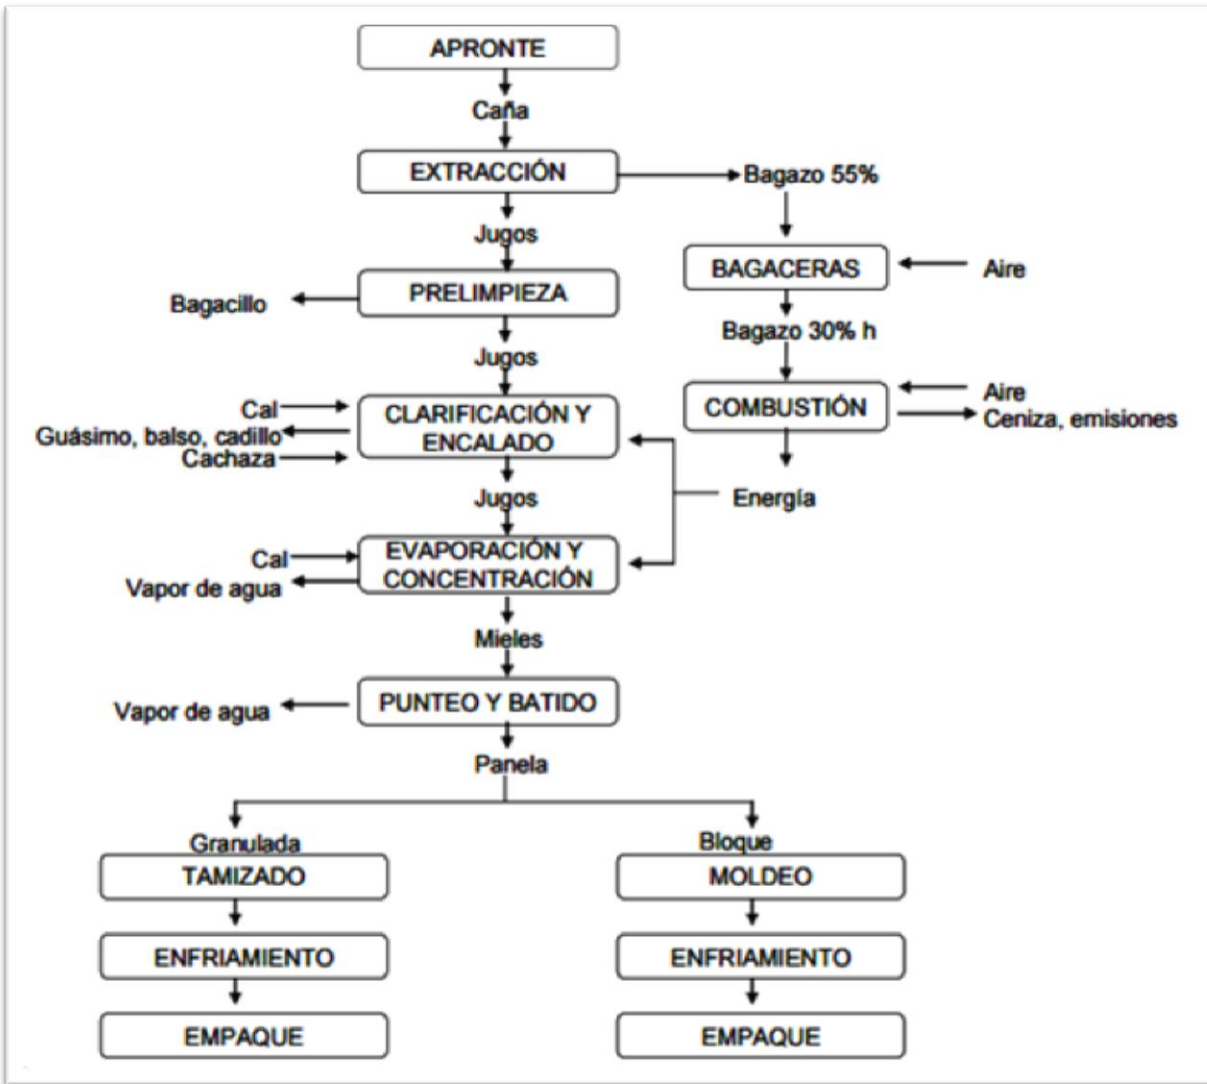 APRONTE
Caña
EXTRACCIÓN
Bagazo 55%
Jugos
BAGACERAS
Aire
PRELIMPIEZA
Bagacillo
Bagazo 30% h
Jugos
Aire
COMBUSTIÓN
Ceniza, emisiones
Cal
CLARIFICACIÓN Y
Guásimo, balso, cadillo
ENCALADO
Cachaza
Jugos
Energía
EVAPORACIÓN Y
Cal
CONCENTRACIÓN
Vapor de agua
Mieles
PUNTEO Y BATIDO
Vapor de agua
Panela
Granulada
Bloque
TAMIZADO
MOLDEO
ENFRIAMIENTO
ENFRIAMIENTO
EMPAQUE
EMPAQUE